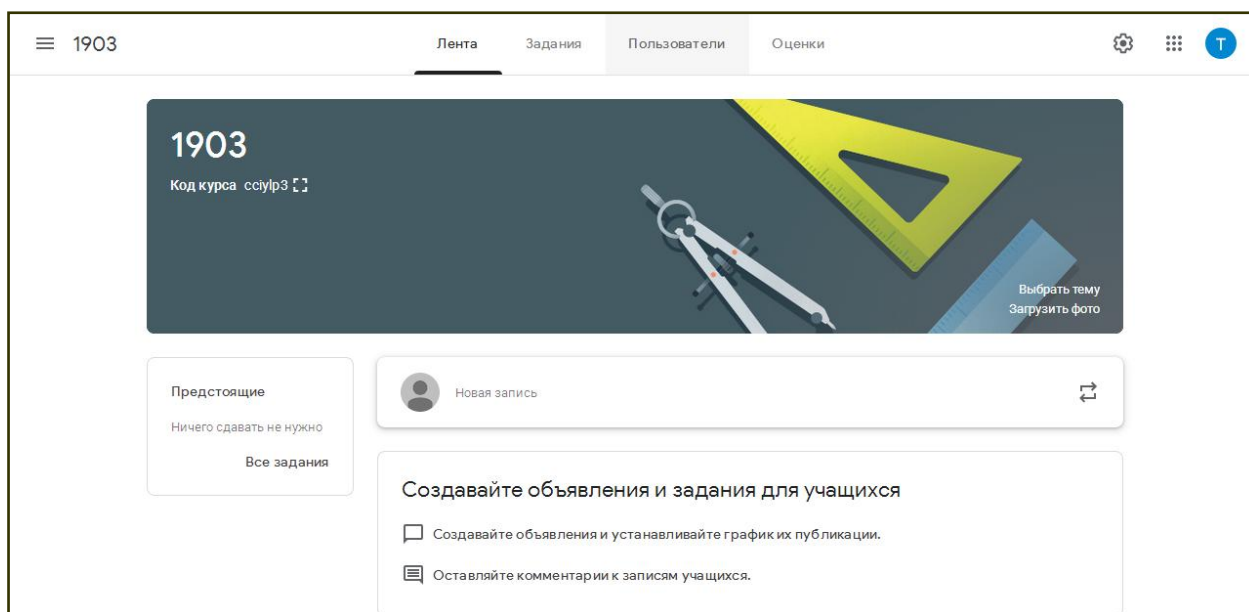 1903
Лента Задания Пользователи Оценки
T
1903
Код курса cciylp3
Выбрать тему
Загрузить фото
Предстоящие
Ничего сдавать не нужно
Все задания
Новая запись
Создавайте объявления и задания для учащихся
Создавайте объявления и устанавливайте график их публикации.
Оставляйте комментарии к записям учащихся.